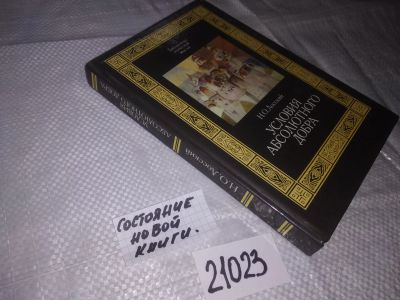 Н.О.Лосский
УСЛОВИЯ
АБСОЛЮТНОГО
ДОБРА
Н.О.Лосский
СОСТОЯНИЕ
НОВОЙ
КНИГИ.
21023